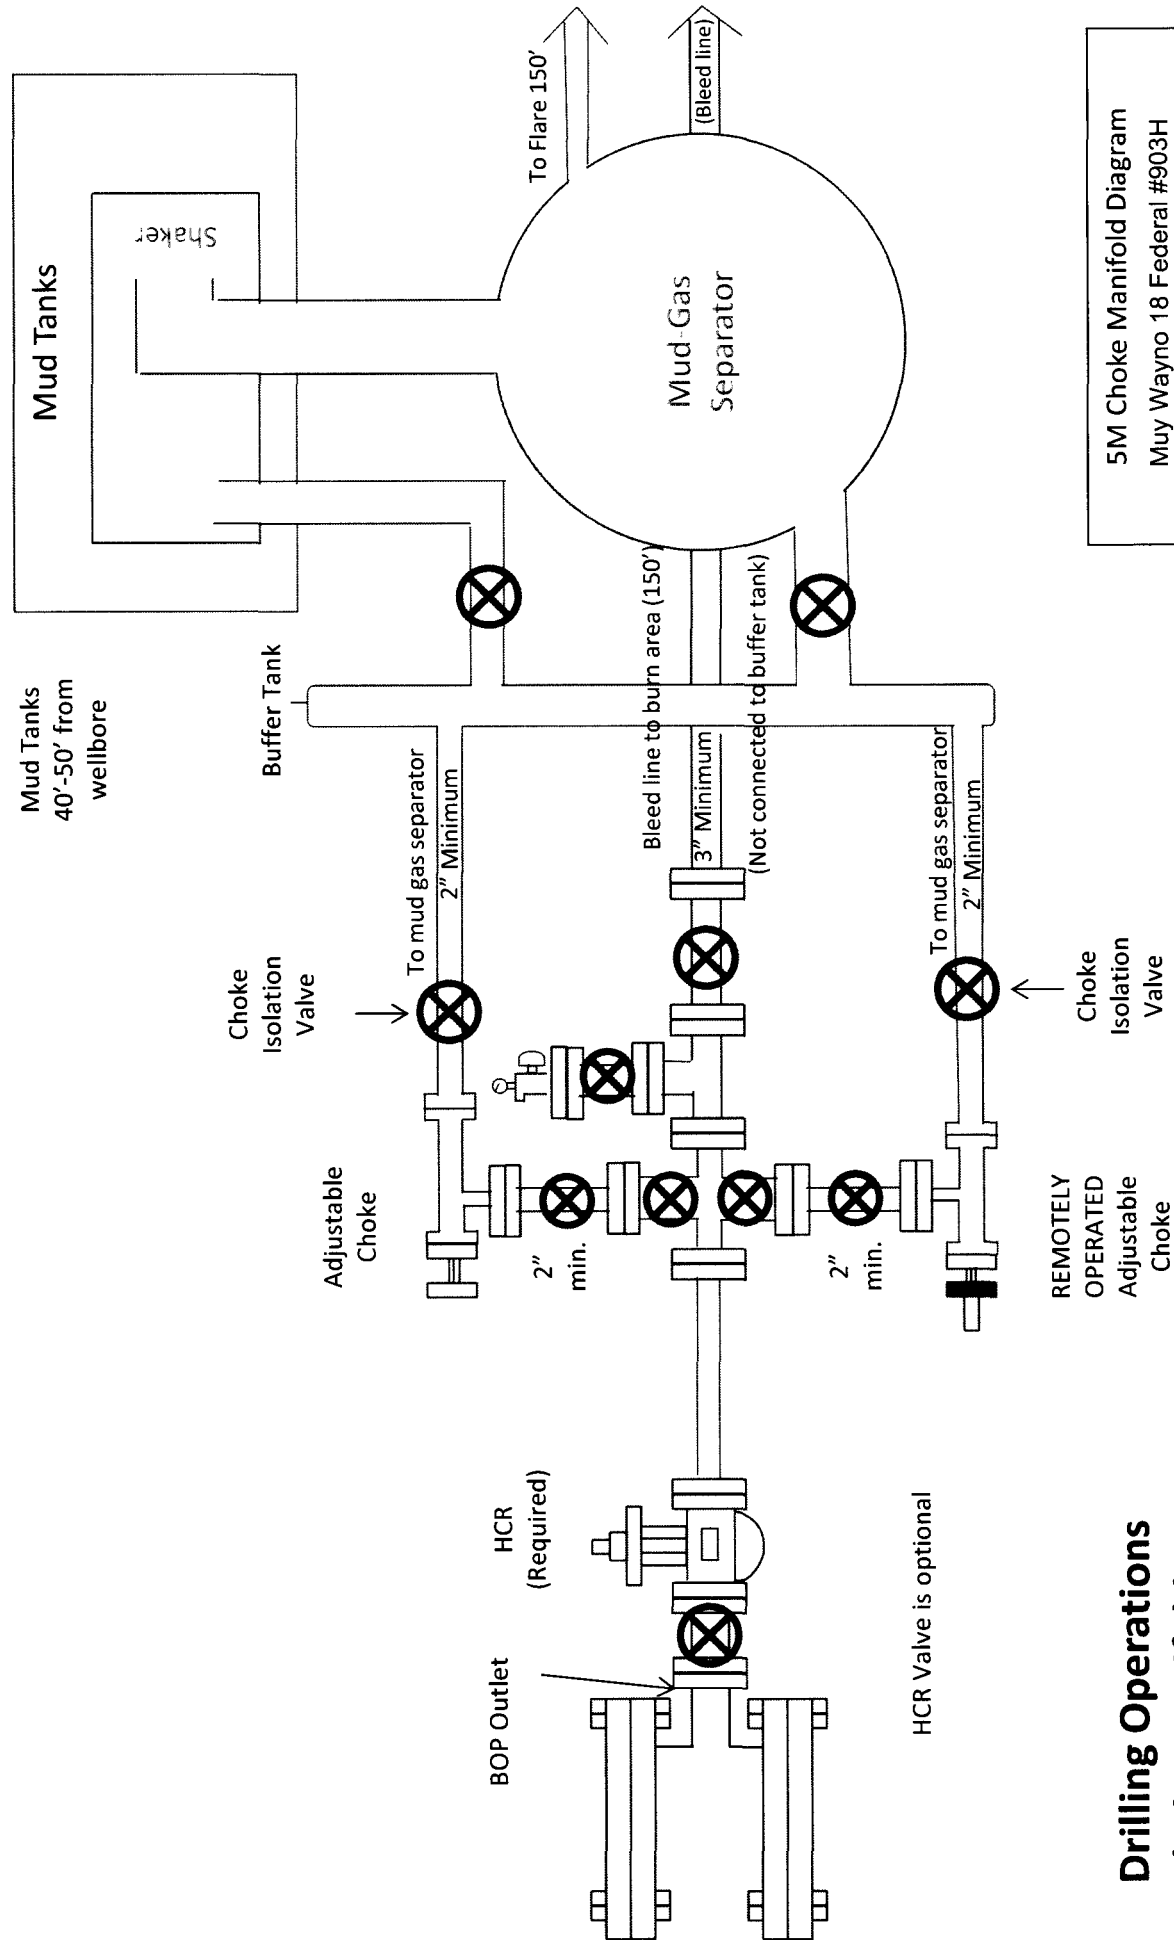 Mud Tanks
40'-50' from
wellbore
Mud Tanks
Shaker
Buffer Tank
To Flare 150'
(Bleed line)
Mud-Gas
Separator
Choke
Isolation
Valve
To mud gas separator
2" Minimum
Bleed line to burn area (150')
3" Minimum
(Not connected to buffer tank)
Adjustable
Choke
2"
min.
2"
min.
To mud gas separator
2" Minimum
Choke
Isolation
Valve
REMOTELY
OPERATED
Adjustable
Choke
HCR
(Required)
BOP Outlet
HCR Valve is optional
Drilling Operations
5M Choke Manifold Diagram
Muy Wayno 18 Federal #903H